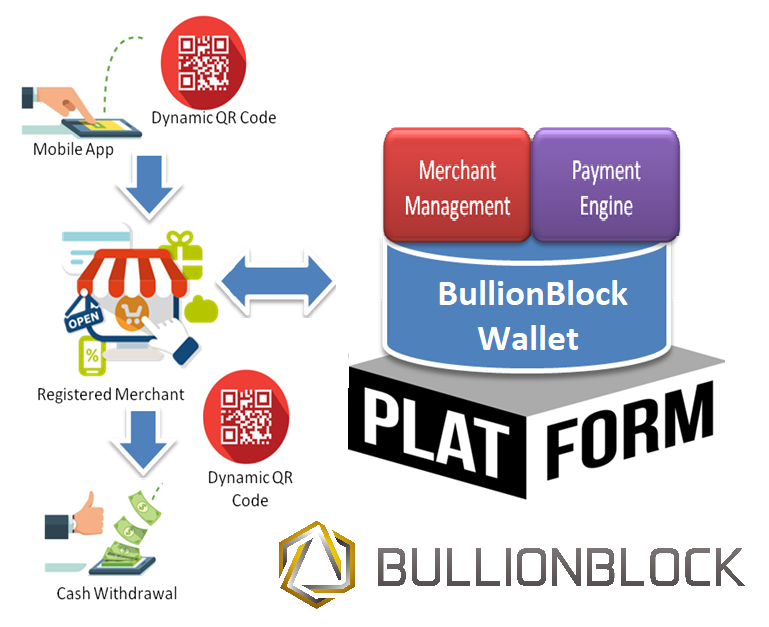 Dynamic QR Code
Mobile App
OPEN
%
Registered Merchant
Dynamic QR
Code
Cash Withdrawal
Merchant
Management
Payment
Engine
BullionBlock
Wallet
PLAT FORM
BULLIONBLOCK